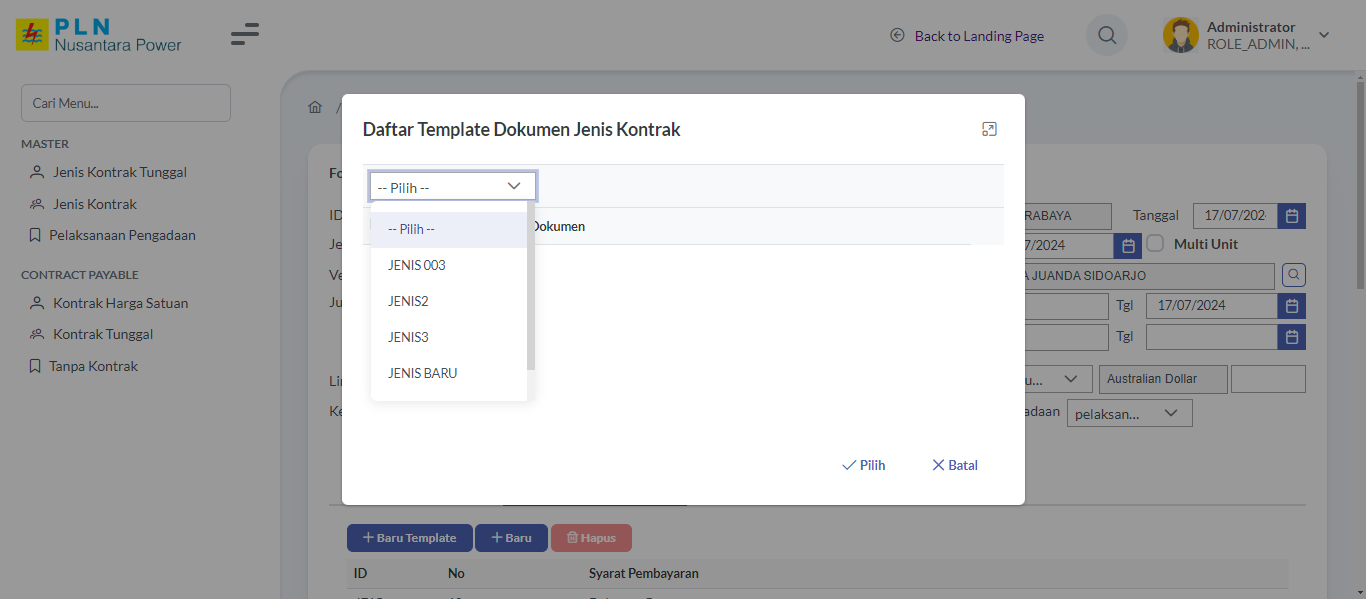 PLN
Nusantara Power
Back to Landing Page
Administrator
ROLE_ADMIN, ...
Cari Menu...
MASTER
Jenis Kontrak Tunggal
Jenis Kontrak
Pelaksanaan Pengadaan
CONTRACT PAYABLE
Kontrak Harga Satuan
Kontrak Tunggal
Tanpa Kontrak
/
Daftar Template Dokumen Jenis Kontrak
-- Pilih --
Dokumen
-- Pilih --
JENIS 003
JENIS2
JENIS3
JENIS BARU
Pilih
Batal
Fo
ID
RABAYA
Tanggal
17/07/202
Je
7/2024
Multi Unit
Ve
A JUANDA SIDOARJO
Ju
Tgl
17/07/2024
Tgl
Lin
u...
Australian Dollar
Ke
adaan
pelaksan...
Baru Template
Baru
Hapus
ID
No
Syarat Pembayaran